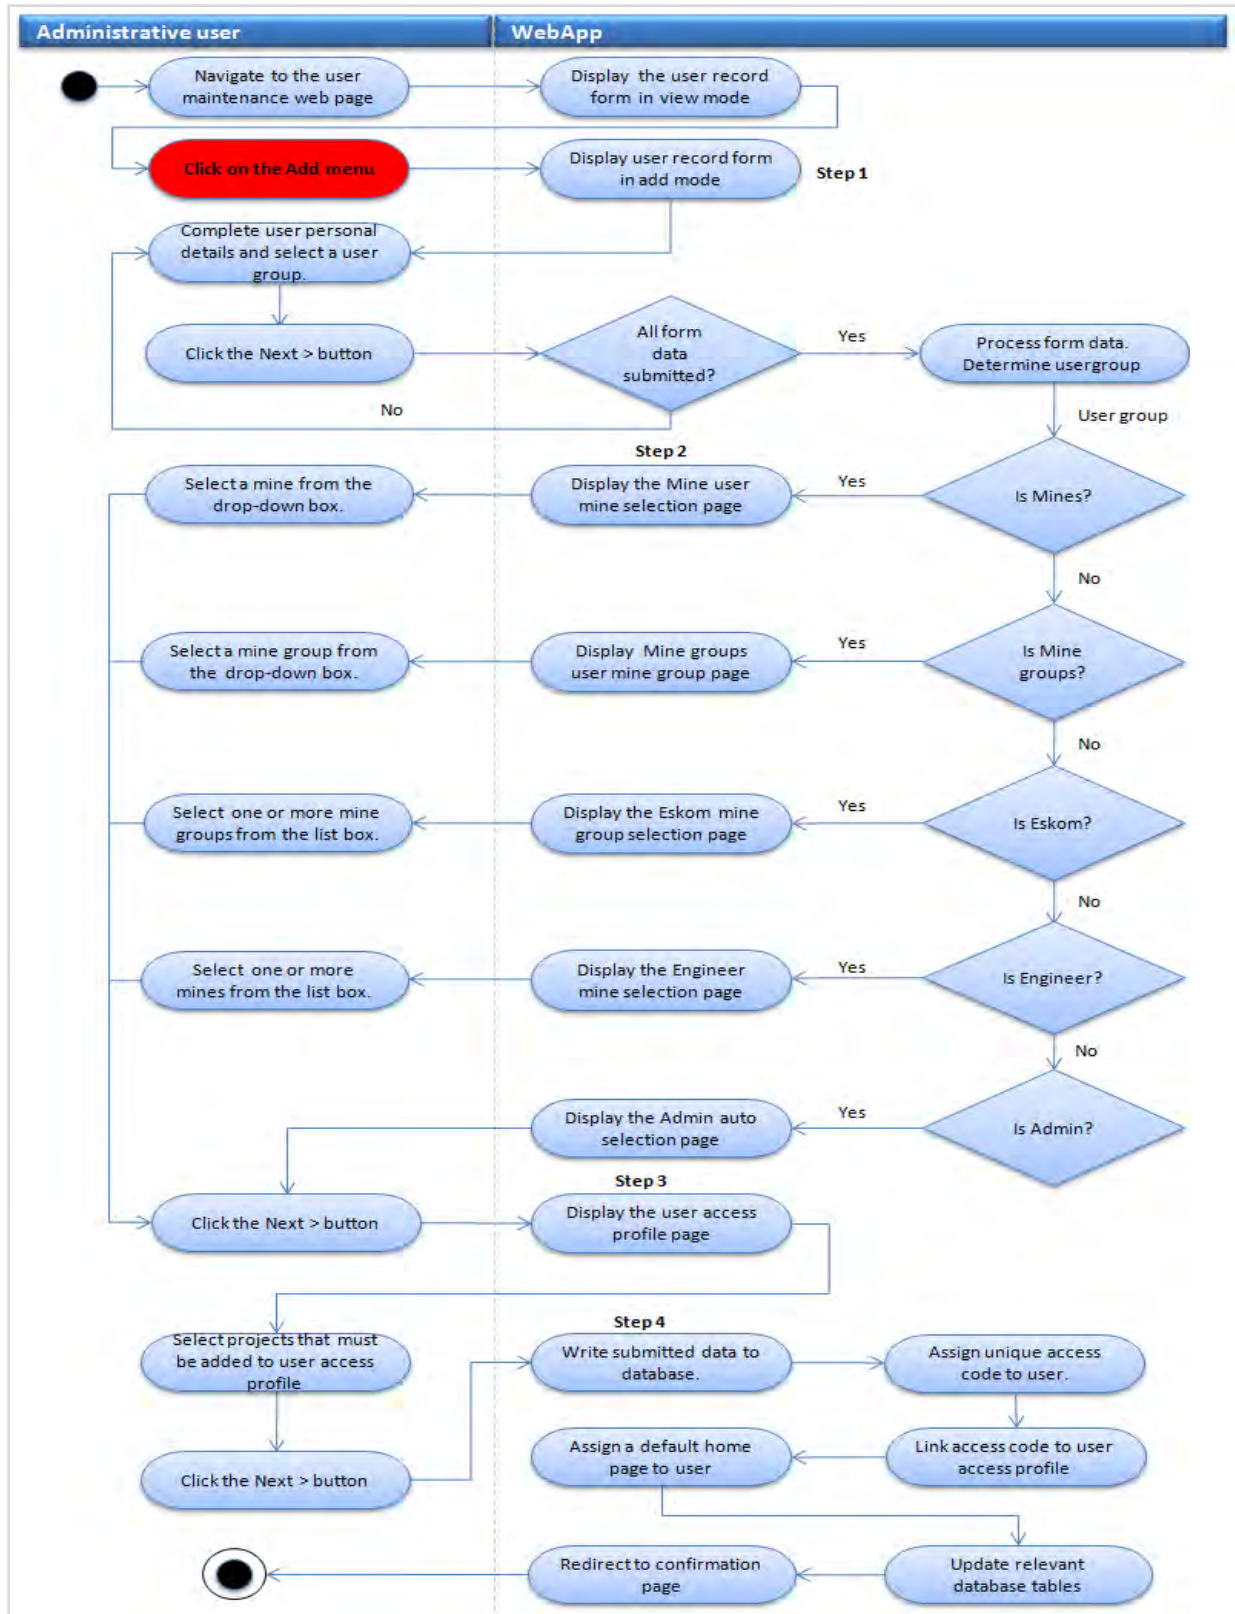 Administrative user
WebApp
Navigate to the user
maintenance web page
Display the user record
form in view mode
Click on the Add menu
Display user record form
in add mode
Step 1
Complete user personal
details and select a user
group.
Click the Next > button
All form
data
submitted?
Yes
Process form data.
Determine usergroup
No
User group
Step 2
Select a mine from the
drop-down box.
Display the Mine user
mine selection page
Yes
Is Mines?
No
Select a mine group from
the drop-down box.
Display Mine groups
user mine group page
Yes
Is Mine
groups?
No
Select one or more mine
groups from the list box.
Display the Eskom mine
group selection page
Yes
Is Eskom?
No
Select one or more
mines from the list box.
Display the Engineer
mine selection page
Yes
Is Engineer?
No
Display the Admin auto
selection page
Yes
Is Admin?
Step 3
Click the Next > button
Display the user access
profile page
Step 4
Select projects that must
be added to user access
profile
Write submitted data to
database.
Assign unique access
code to user.
Click the Next > button
Assign a default home
page to user
Link access code to user
access profile
Redirect to confirmation
page
Update relevant
database tables